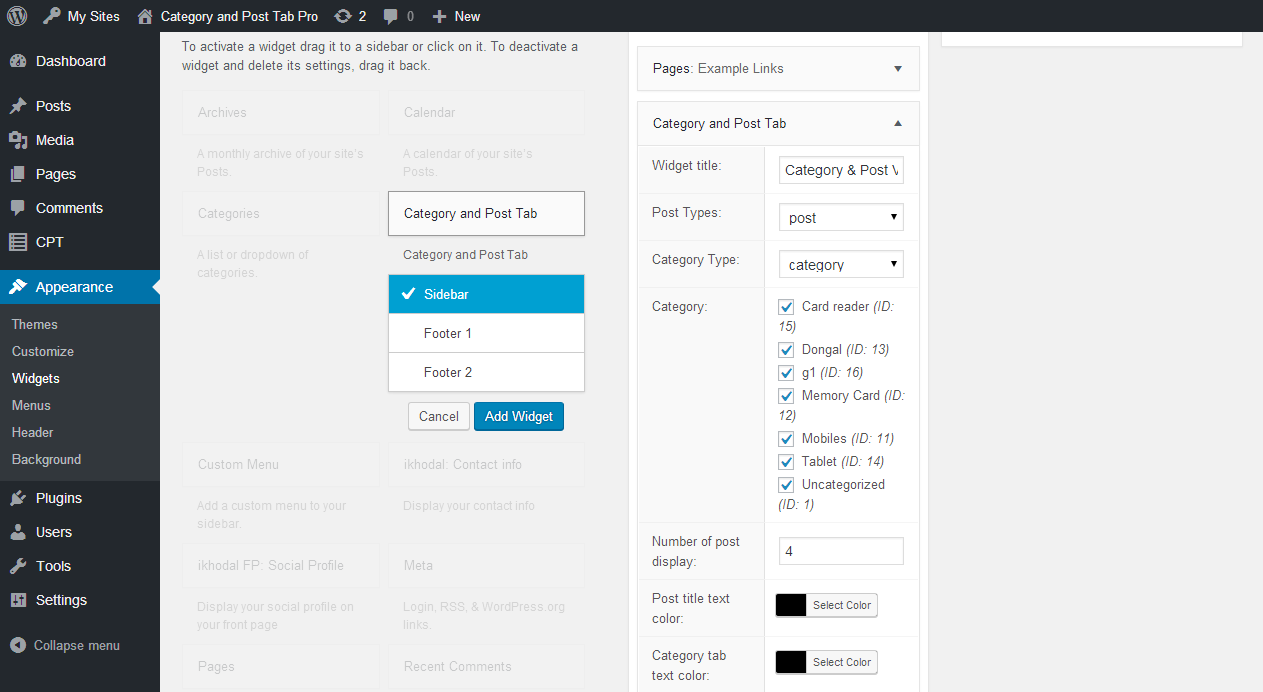 My Sites
Category and Post Tab Pro
2
0
New
Dashboard
Posts
Media
Pages
Comments
CPT
Appearance
Themes
Customize
Widgets
Menus
Header
Background
Plugins
Users
Tools
Settings
Collapse menu
To activate a widget drag it to a sidebar or click on it. To deactivate a
widget and delete its settings, drag it back.
Archives
A monthly archive of your site's
Posts.
Calendar
A calendar of your site's
Posts.
Categories
A list or dropdown of
categories.
Category and Post Tab
Category and Post Tab
Sidebar
Footer 1
Footer 2
Cancel
Add Widget
Custom Menu
Add a custom menu to your
sidebar.
ikhodal: Contact info
Display your contact info
ikhodal FP: Social Profile
Display your social profile on
your front page
Meta
Login, RSS, & WordPress.org
links.
Pages
Recent Comments
Pages: Example Links
Category and Post Tab
Widget title:
Category & Post V
Post Types:
post
Category Type:
category
Category:
Card reader (ID:
15)
Dongal (ID: 13)
g1 (ID: 16)
Memory Card (ID:
12)
Mobiles (ID: 11)
Tablet (ID: 14)
Uncategorized
(ID: 1)
Number of post
display:
4
Post title text
color:
Select Color
Category tab
text color:
Select Color